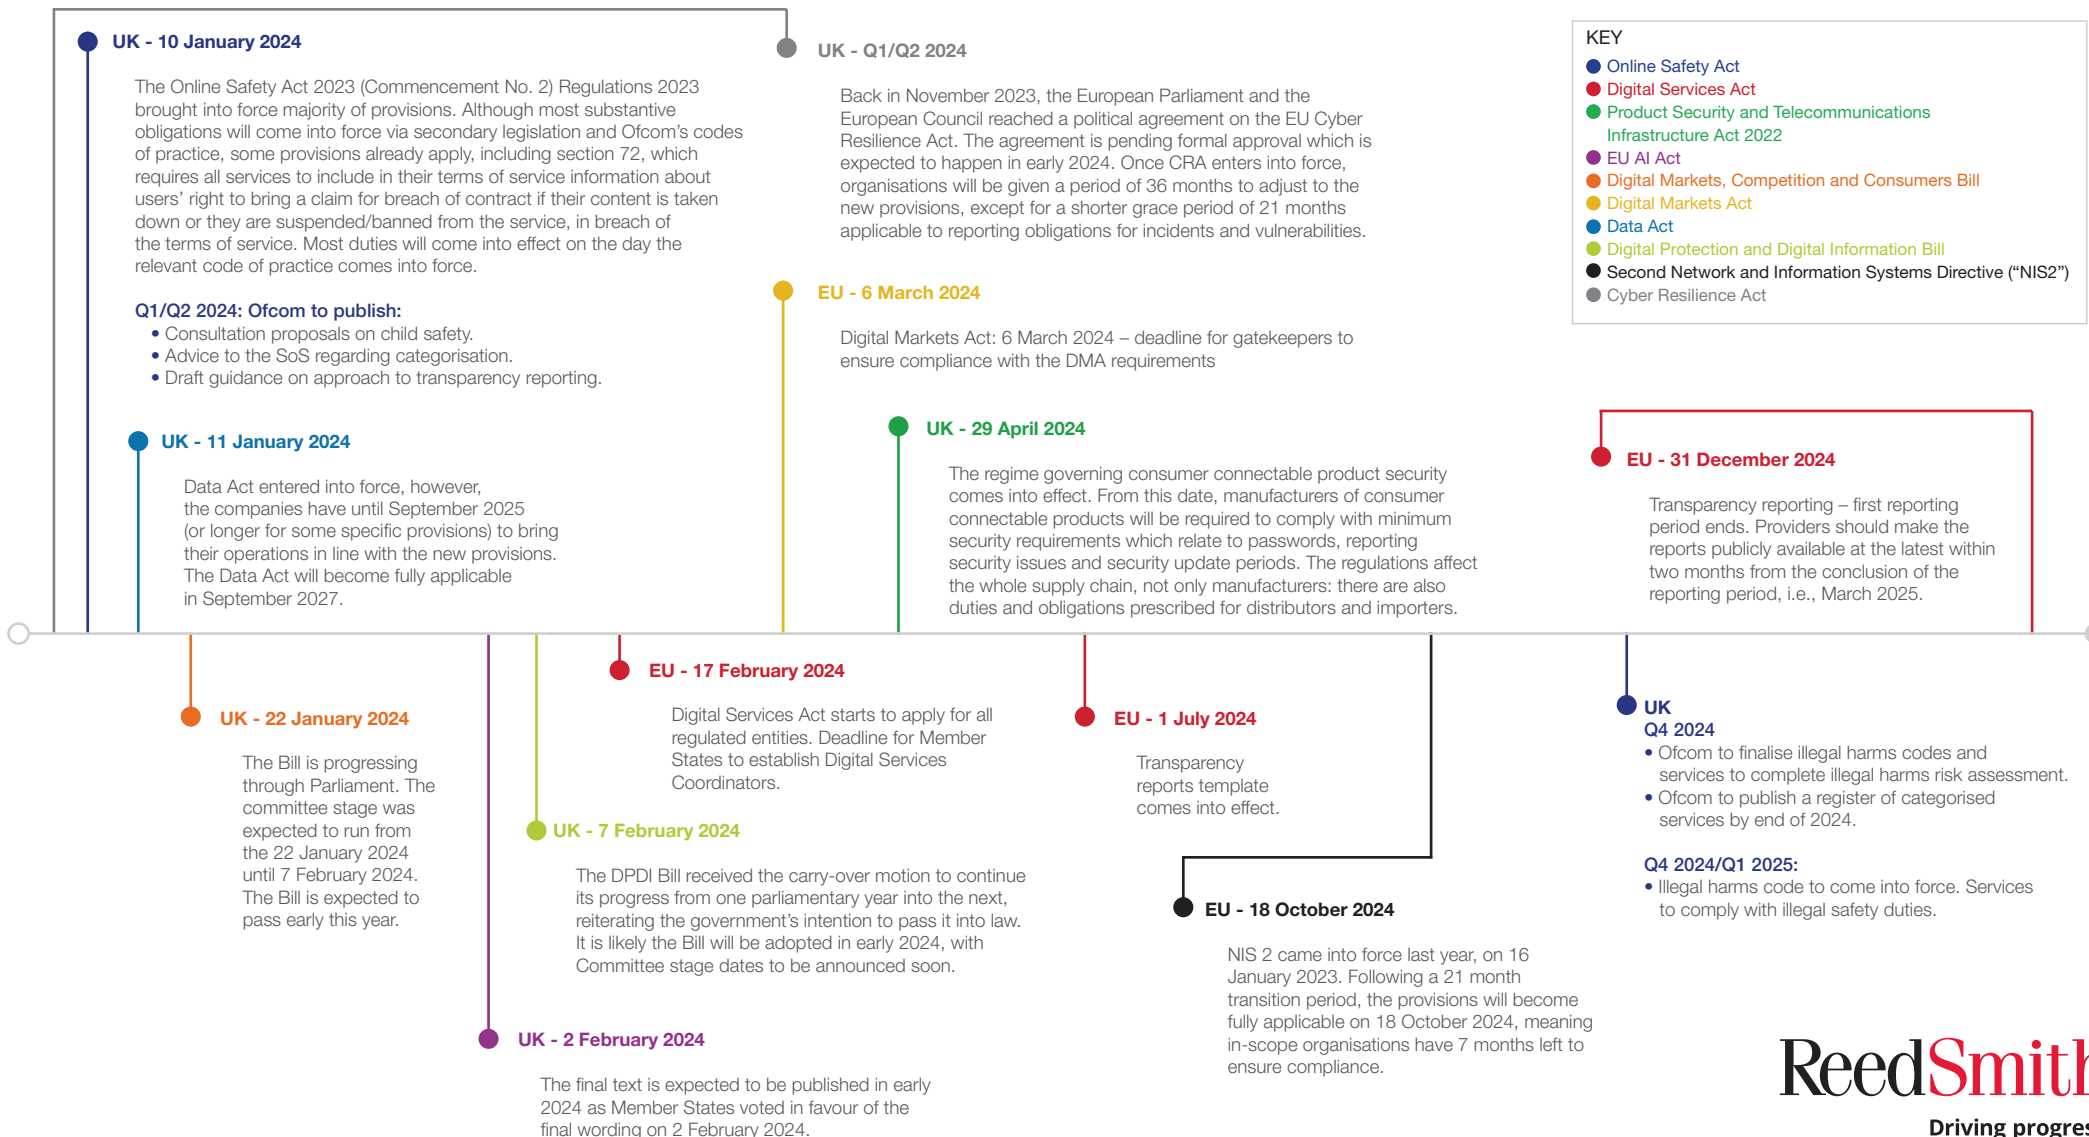 UK - 10 January 2024
The Online Safety Act 2023 (Commencement No. 2) Regulations 2023
brought into force majority of provisions. Although most substantive
obligations will come into force via secondary legislation and Ofcom's codes
of practice, some provisions already apply, including section 72, which
requires all services to include in their terms of service information about
users' right to bring a claim for breach of contract if their content is taken
down or they are suspended/banned from the service, in breach of
the terms of service. Most duties will come into effect on the day the
relevant code of practice comes into force.
Q1/Q2 2024: Ofcom to publish:
• Consultation proposals on child safety.
• Advice to the SoS regarding categorisation.
• Draft guidance on approach to transparency reporting.
UK - 11 January 2024
Data Act entered into force, however,
the companies have until September 2025
(or longer for some specific provisions) to bring
their operations in line with the new provisions.
The Data Act will become fully applicable
in September 2027.
UK - Q1/Q2 2024
Back in November 2023, the European Parliament and the
European Council reached a political agreement on the EU Cyber
Resilience Act. The agreement is pending formal approval which is
expected to happen in early 2024. Once CRA enters into force,
organisations will be given a period of 36 months to adjust to the
new provisions, except for a shorter grace period of 21 months
applicable to reporting obligations for incidents and vulnerabilities.
EU - 6 March 2024
Digital Markets Act: 6 March 2024 – deadline for gatekeepers to
ensure compliance with the DMA requirements
UK - 29 April 2024
The regime governing consumer connectable product security
comes into effect. From this date, manufacturers of consumer
connectable products will be required to comply with minimum
security requirements which relate to passwords, reporting
security issues and security update periods. The regulations affect
the whole supply chain, not only manufacturers: there are also
duties and obligations prescribed for distributors and importers.
KEY
Online Safety Act
Digital Services Act
Product Security and Telecommunications
Infrastructure Act 2022
EU AI Act
Digital Markets, Competition and Consumers Bill
Digital Markets Act
Data Act
Digital Protection and Digital Information Bill
Second Network and Information Systems Directive (“NIS2”)
Cyber Resilience Act
EU - 31 December 2024
Transparency reporting – first reporting
period ends. Providers should make the
reports publicly available at the latest within
two months from the conclusion of the
reporting period, i.e., March 2025.
UK - 22 January 2024
The Bill is progressing
through Parliament. The
committee stage was
expected to run from
the 22 January 2024
until 7 February 2024.
The Bill is expected to
pass early this year.
EU - 17 February 2024
Digital Services Act starts to apply for all
regulated entities. Deadline for Member
States to establish Digital Services
Coordinators.
UK - 7 February 2024
The DPDI Bill received the carry-over motion to continue
its progress from one parliamentary year into the next,
reiterating the government's intention to pass it into law.
It is likely the Bill will be adopted in early 2024, with
Committee stage dates to be announced soon.
UK - 2 February 2024
The final text is expected to be published in early
2024 as Member States voted in favour of the
final wording on 2 February 2024.
EU - 1 July 2024
Transparency
reports template
comes into effect.
EU - 18 October 2024
NIS 2 came into force last year, on 16
January 2023. Following a 21 month
transition period, the provisions will become
fully applicable on 18 October 2024, meaning
in-scope organisations have 7 months left to
ensure compliance.
UK
Q4 2024
• Ofcom to finalise illegal harms codes and
services to complete illegal harms risk assessment.
• Ofcom to publish a register of categorised
services by end of 2024.
Q4 2024/Q1 2025:
• Illegal harms code to come into force. Services
to comply with illegal safety duties.
ReedSmith
Driving progres